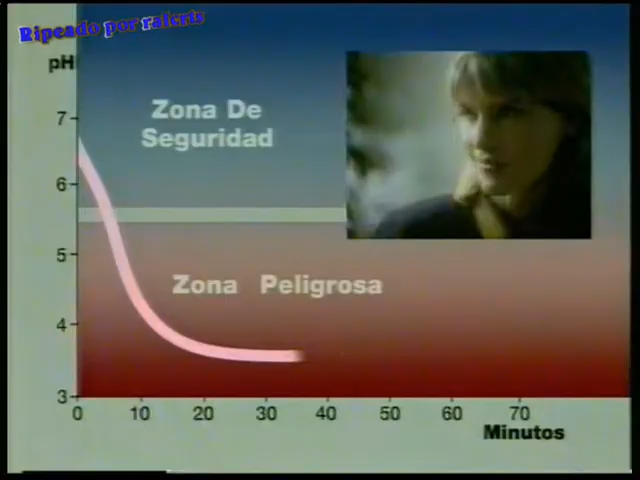 Ripeado por raicris
pH
Zona De
Seguridad
7
6
5
Zona Peligrosa
4
3
0 10 20 30 40 50 60 70
Minutos